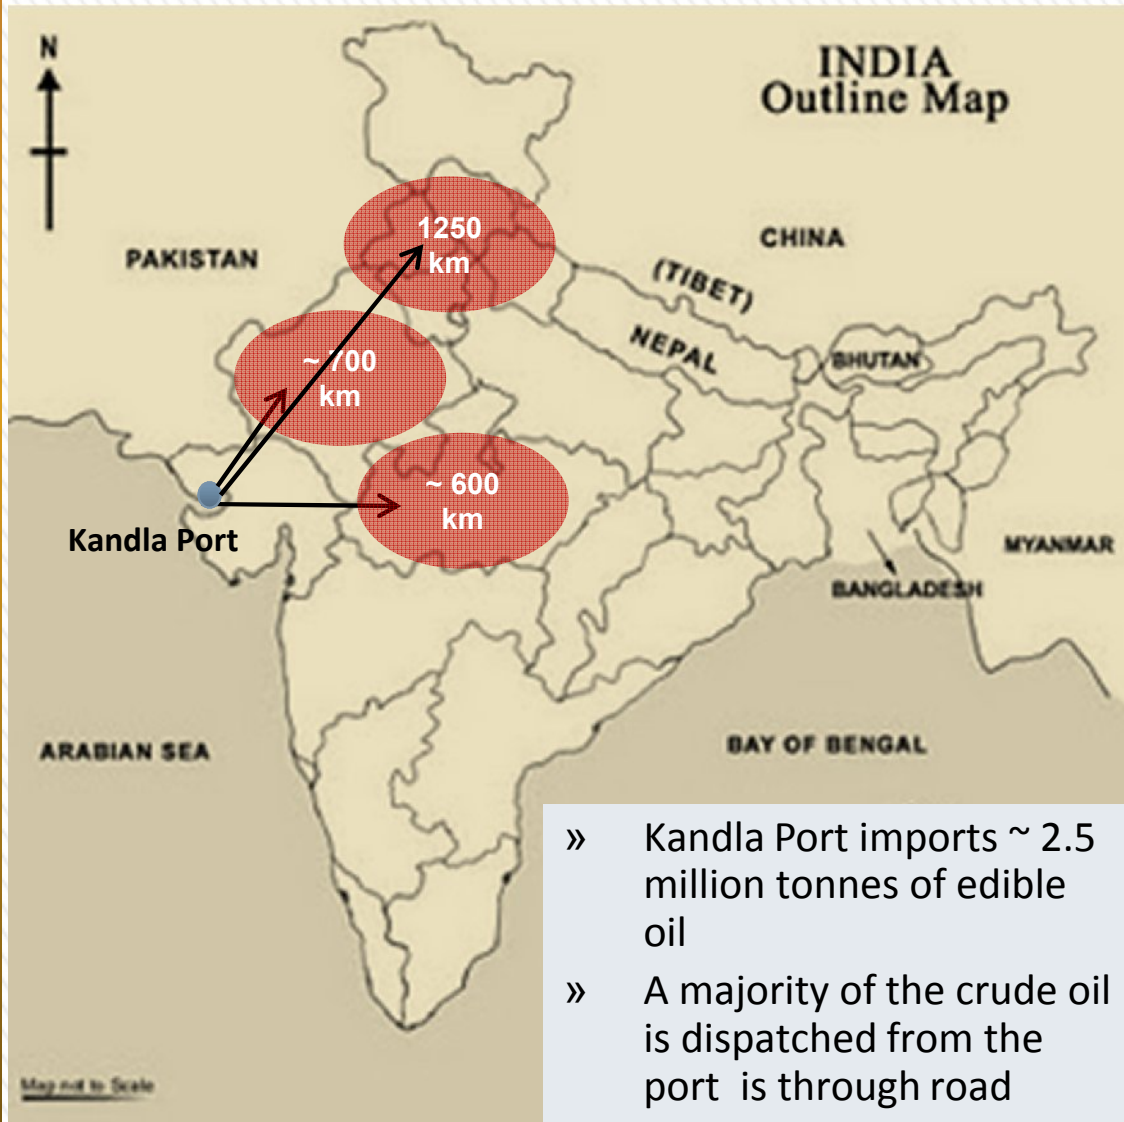 N
INDIA
Outline Map
1250
km
CHINA
PAKISTAN
(TIBET)
NEPAL
BHUTAN
~ 700
km
~ 600
km
Kandla Port
MYANMAR
BANGLADESH
ARABIAN SEA
BAY OF BENGAL
» Kandla Port imports ~ 2.5
million tonnes of edible
oil
» A majority of the crude oil
is dispatched from the
port  is through road
Map not to Scale